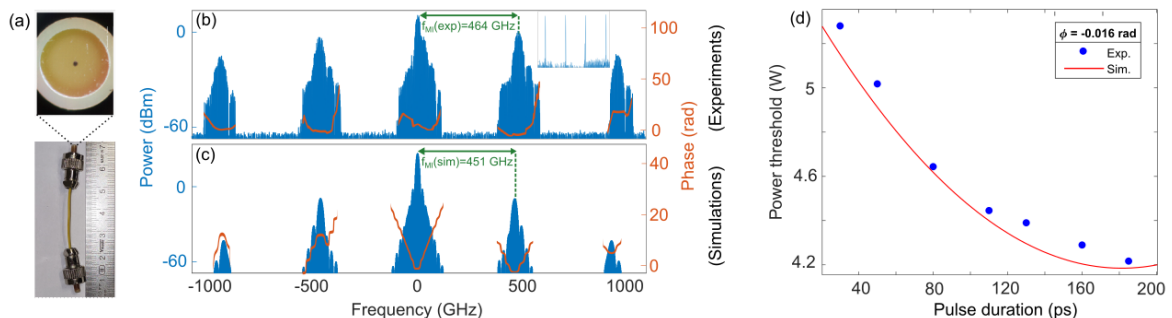 (a)
(b)
f_MI(exp)=464 GHz
0
-60
100
50
0
(Experiments)
Power (dBm)
Phase (rad)
(c)
f_MI(sim)=451 GHz
0
-60
40
20
0
(Simulations)
-1000 -500 0 500 1000
Frequency (GHz)
(d)
ϕ = -0.016 rad
Exp.
Sim.
Power threshold (W)
5
4.6
4.2
40 80 120 160 200
Pulse duration (ps)